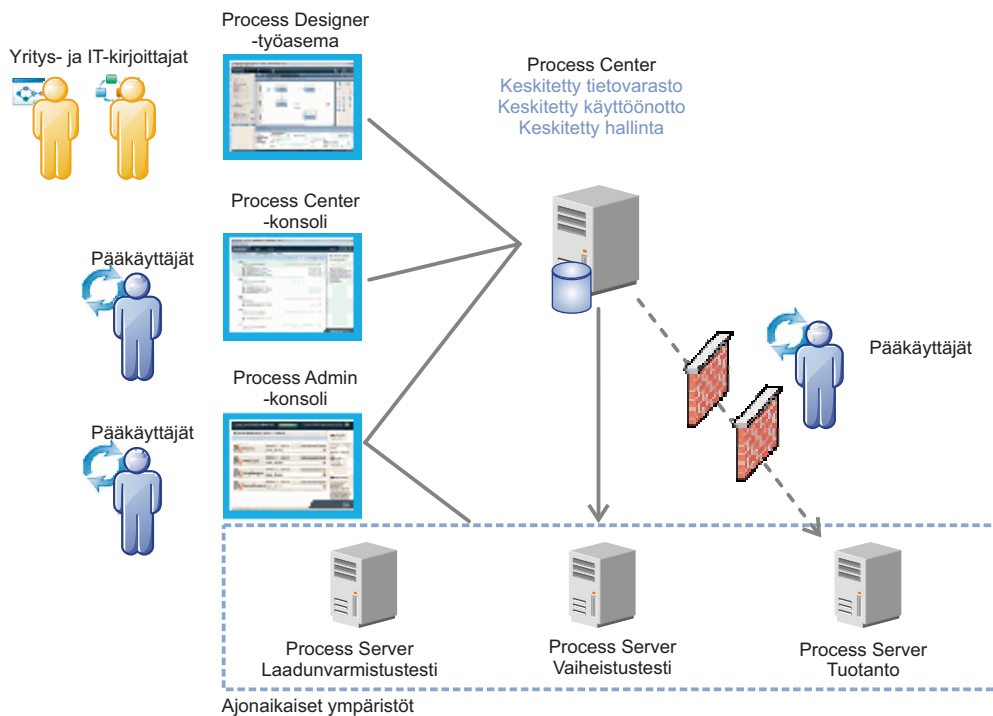 Process Designer
-työasema
Yritys- ja IT-kirjoittajat
Process Center
Keskitetty tietovarasto
Keskitetty käyttöönotto
Keskitetty hallinta
Process Center
-konsoli
Pääkäyttäjät
Pääkäyttäjät
Process Admin
-konsoli
Pääkäyttäjät
Process Server
Laadunvarmistustesti
Process Server
Vaiheistustesti
Process Server
Tuotanto
Ajonaikaiset ympäristöt